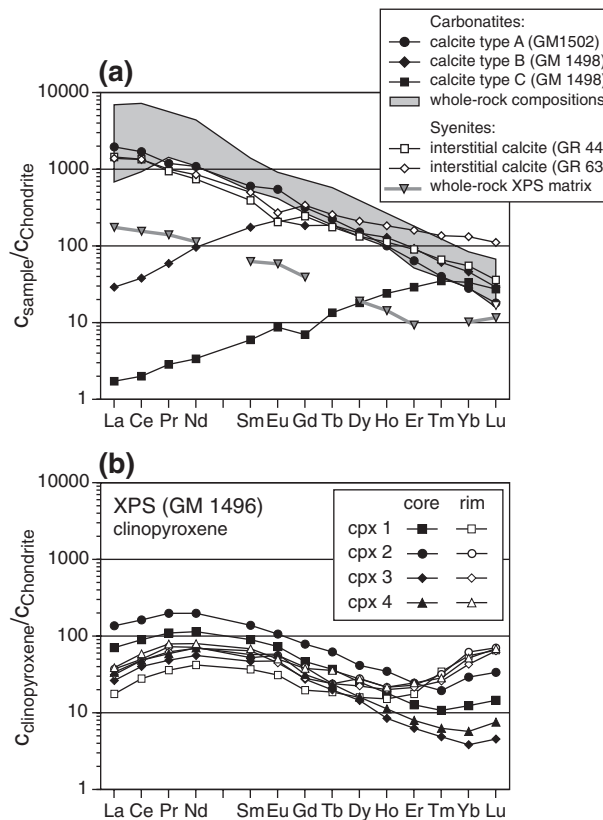 Carbonatites:
calcite type A (GM1502)
calcite type B (GM 1498)
calcite type C (GM 1498)
whole-rock compositions
Syenites:
interstitial calcite (GR 44
interstitial calcite (GR 63
whole-rock XPS matrix
(a)
10000
1000
100
10
1
c sample/c Chondrite
La Ce Pr Nd Sm Eu Gd Tb Dy Ho Er Tm Yb Lu
(b)
10000
1000
100
10
1
c clinopyroxene/c Chondrite
XPS (GM 1496)
clinopyroxene
core rim
cpx 1
cpx 2
cpx 3
cpx 4
La Ce Pr Nd Sm Eu Gd Tb Dy Ho Er Tm Yb Lu